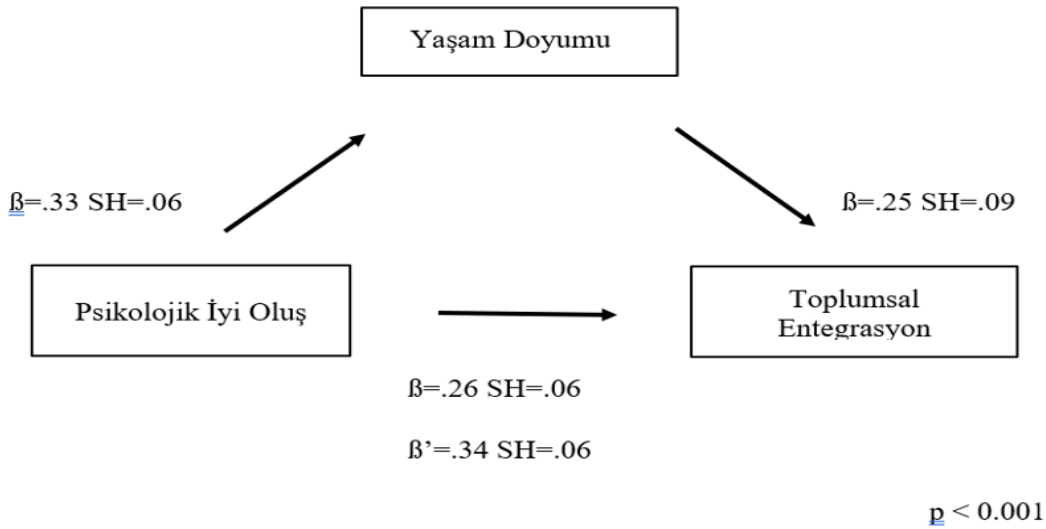 Yaşam Doyumu
ß=.33 SH=.06
ß=.25 SH=.09
Psikolojik İyi Oluş
Toplumsal
Entegrasyon
ß=.26 SH=.06
ß’=.34 SH=.06
p < 0.001